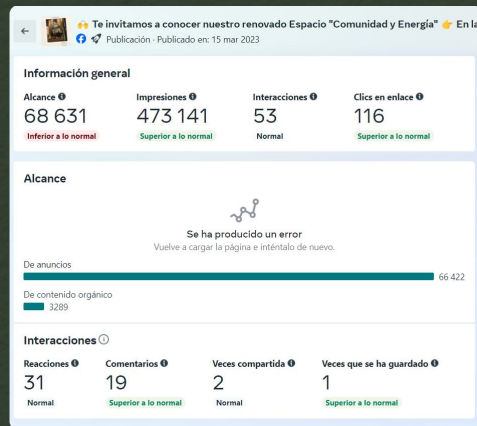 Te invitamos a conocer nuestro renovado Espacio "Comunidad y Energía" 👉 En la
Publicación · Publicado en: 15 mar 2023
Información general
Alcance Impresiones Interacciones Clics en enlace
68 631 473 141 53 116
Inferior a lo normal Superior a lo normal Normal Superior a lo normal
Alcance
Se ha producido un error
Vuelve a cargar la página e inténtalo de nuevo.
De anuncios
66 422
De contenido orgánico
3289
Interacciones
Reacciones Comentarios Veces compartida Veces que se ha guardado
31 19 2 1
Normal Superior a lo normal Normal Superior a lo normal